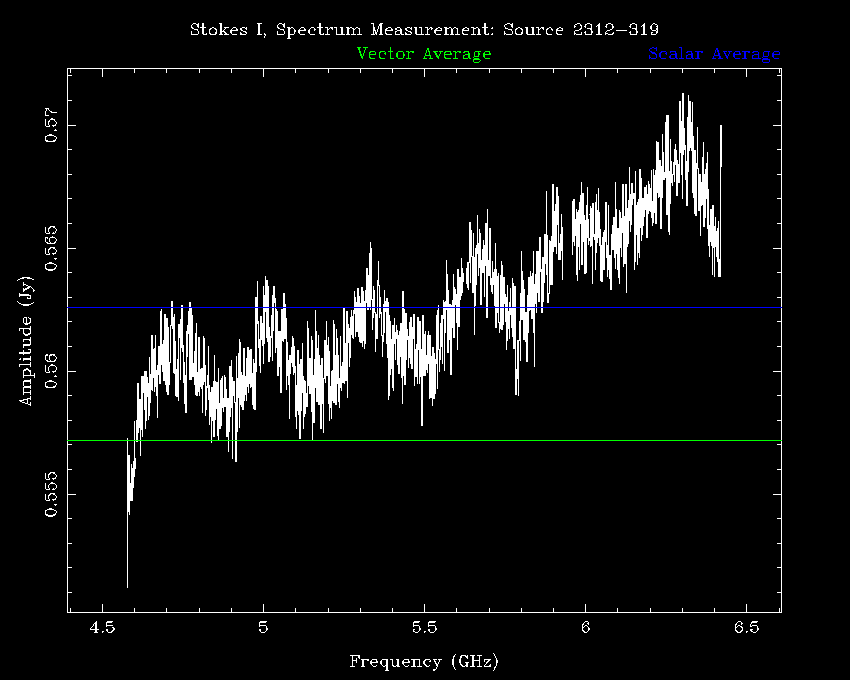 Stokes I, Spectrum Measurement: Source 2312-319
Vector Average
Scalar Average
0.57
0.565
0.56
0.555
Amplitude (Jy)
4.5 5 5.5 6 6.5
Frequency (GHz)